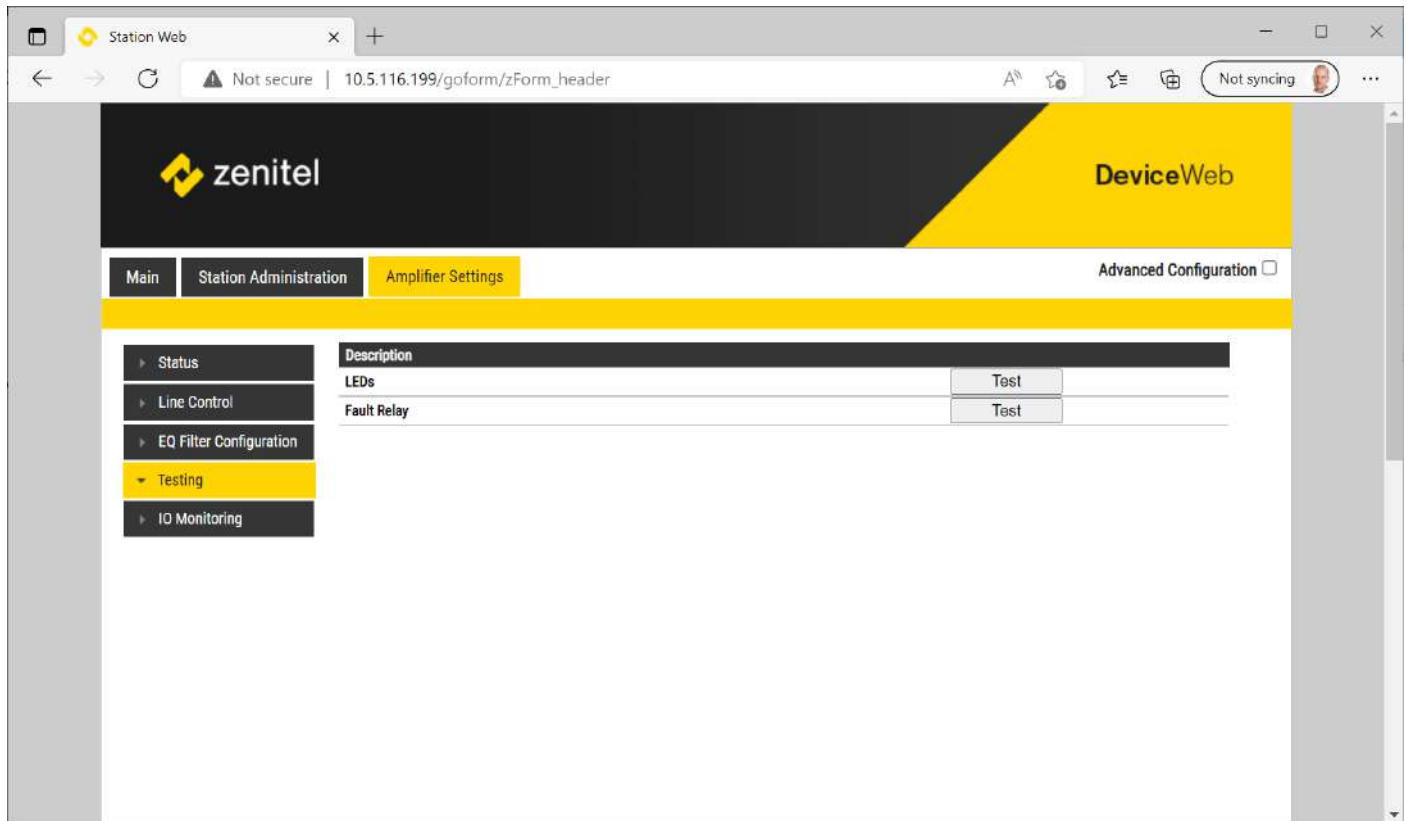 Station Web
Not secure | 10.5.116.199/goform/zForm_header
Not syncing
zenitel
DeviceWeb
Main Station Administration Amplifier Settings
Advanced Configuration
Status
Line Control
EQ Filter Configuration
Testing
IO Monitoring
Description
LEDs Test
Fault Relay Test